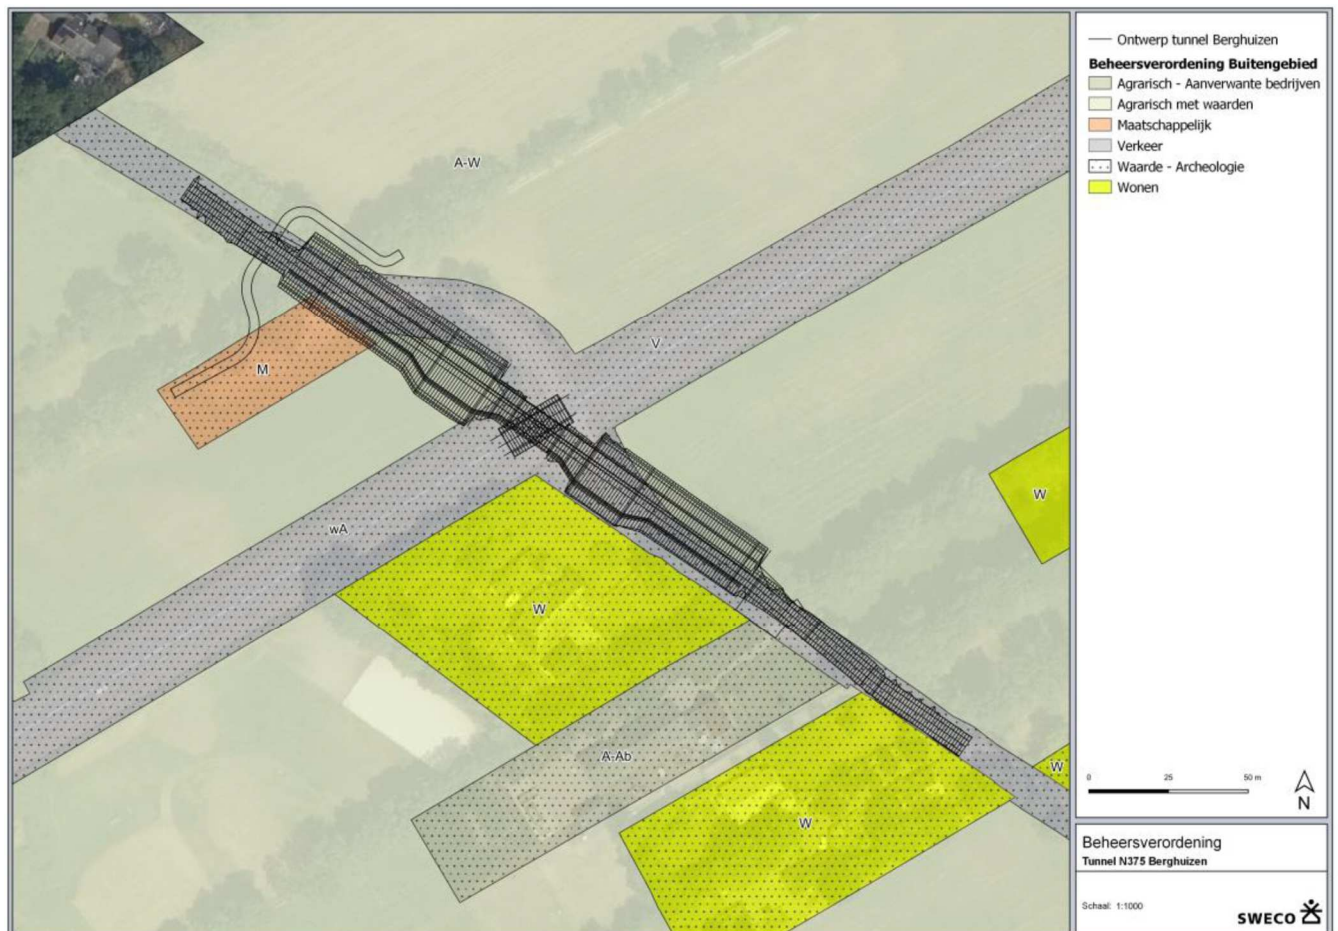 A-W
V
M
W
wA
W
A-Ab
W
W
Ontwerp tunnel Berghuizen
Beheersverordening Buitengebied
Agrarisch - Aanverwante bedrijven
Agrarisch met waarden
Maatschappelijk
Verkeer
Waarde - Archeologie
Wonen
0 25 50 m
N
Beheersverordening
Tunnel N375 Berghuizen
Schaal: 1:1000
SWECO